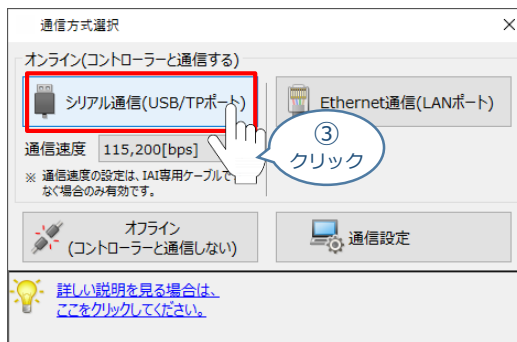 通信方式選択
オンライン(コントローラーと通信する)
シリアル通信(USB/TPポート)
Ethernet通信(LANポート)
③
クリック
通信速度 115,200[bps]
※ 通信速度の設定は、IAI専用ケーブルで
なぐ場合のみ有効です。
オフライン
(コントローラーと通信しない)
通信設定
詳しい説明を見る場合は、
ここをクリックしてください。